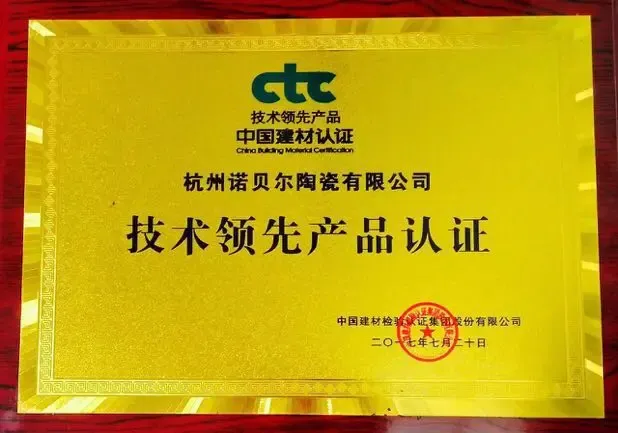 ctc
技术领先产品
中国建材认证
China Building Material Certification
杭州诺贝尔陶瓷有限公司
技术领先产品认证
中国建材检验认证集团股份有限公司
二〇一七年七月二十日